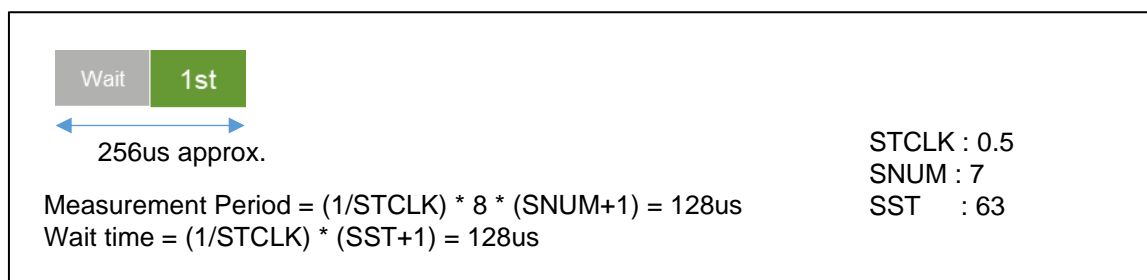 Wait 1st
256us approx.
STCLK : 0.5
SNUM : 7
SST : 63
Measurement Period = (1/STCLK) * 8 * (SNUM+1) = 128us
Wait time = (1/STCLK) * (SST+1) = 128us